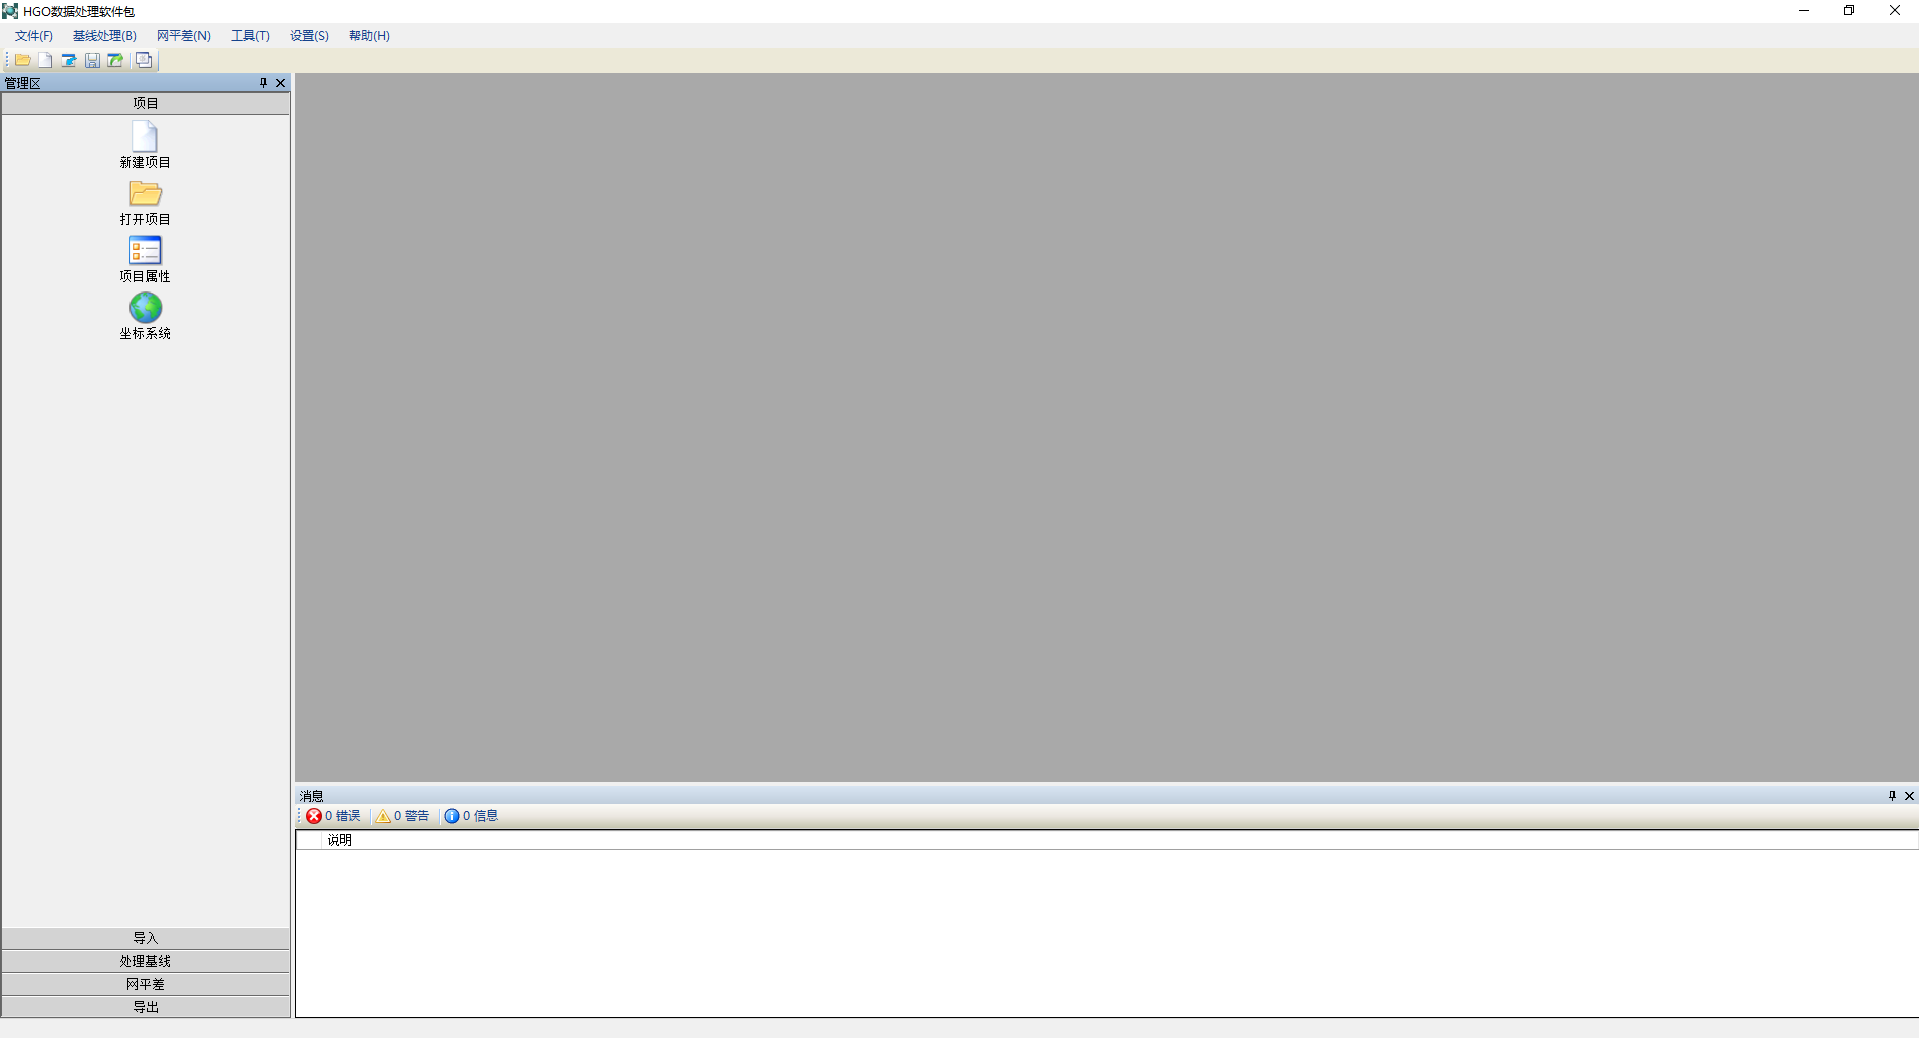 HGO数据处理软件包
文件(F) 基线处理(B) 网平差(N) 工具(T) 设置(S) 帮助(H)
管理区
项目
新建项目
打开项目
项目属性
坐标系统
导入
处理基线
网平差
导出
消息
0 错误 0 警告 0 信息
说明